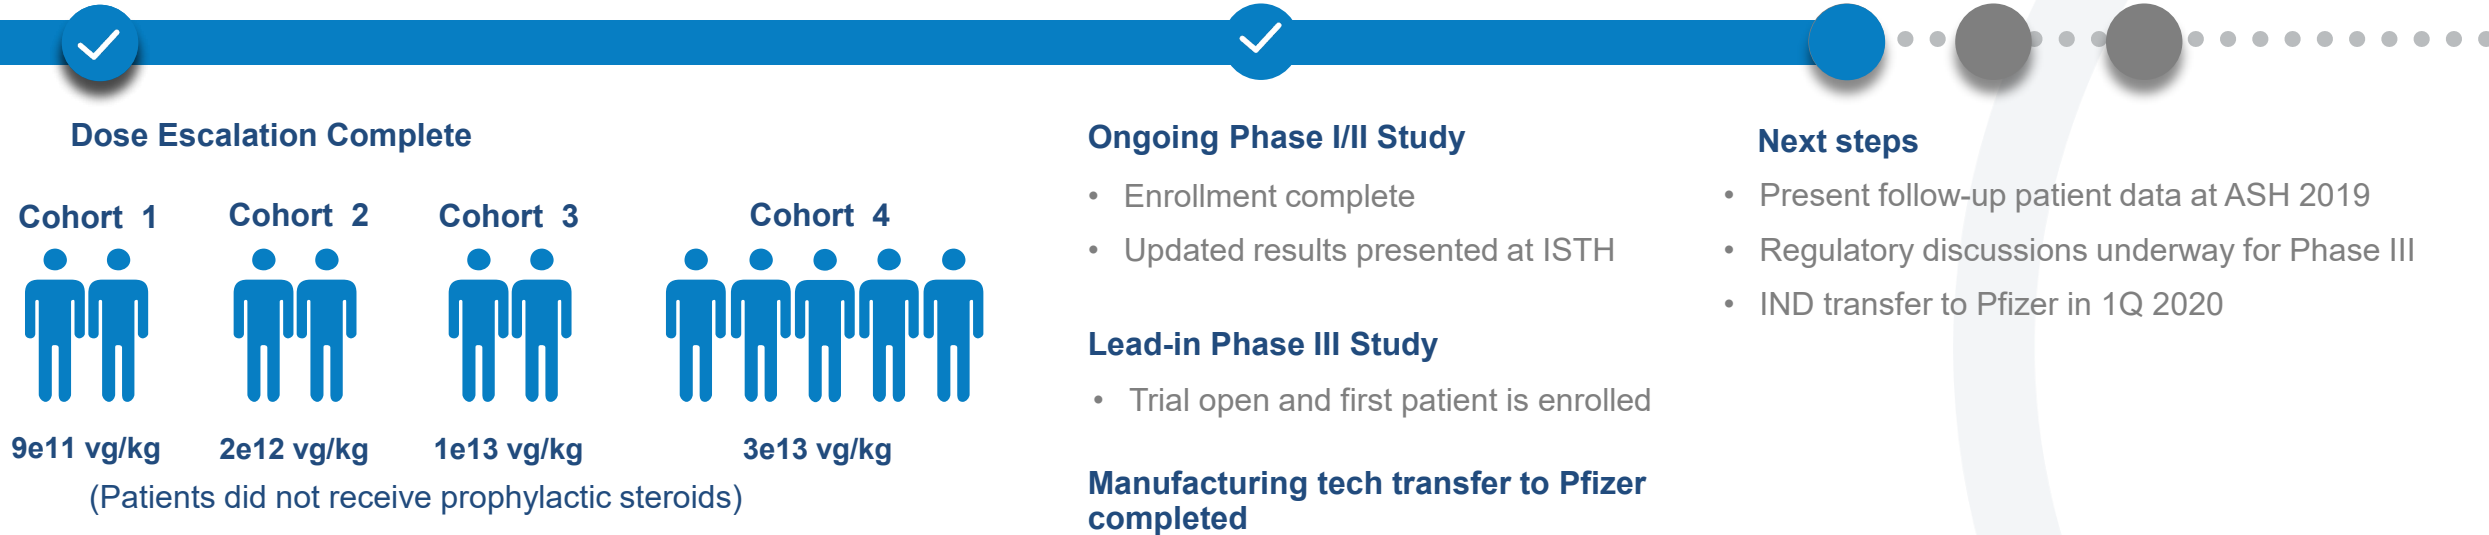 Dose Escalation Complete
Cohort 1
Cohort 2
Cohort 3
Cohort 4
9e11 vg/kg
2e12 vg/kg
1e13 vg/kg
3e13 vg/kg
(Patients did not receive prophylactic steroids)
Ongoing Phase I/II Study
• Enrollment complete
• Updated results presented at ISTH
Lead-in Phase III Study
• Trial open and first patient is enrolled
Manufacturing tech transfer to Pfizer
completed
Next steps
• Present follow-up patient data at ASH 2019
• Regulatory discussions underway for Phase III
• IND transfer to Pfizer in 1Q 2020